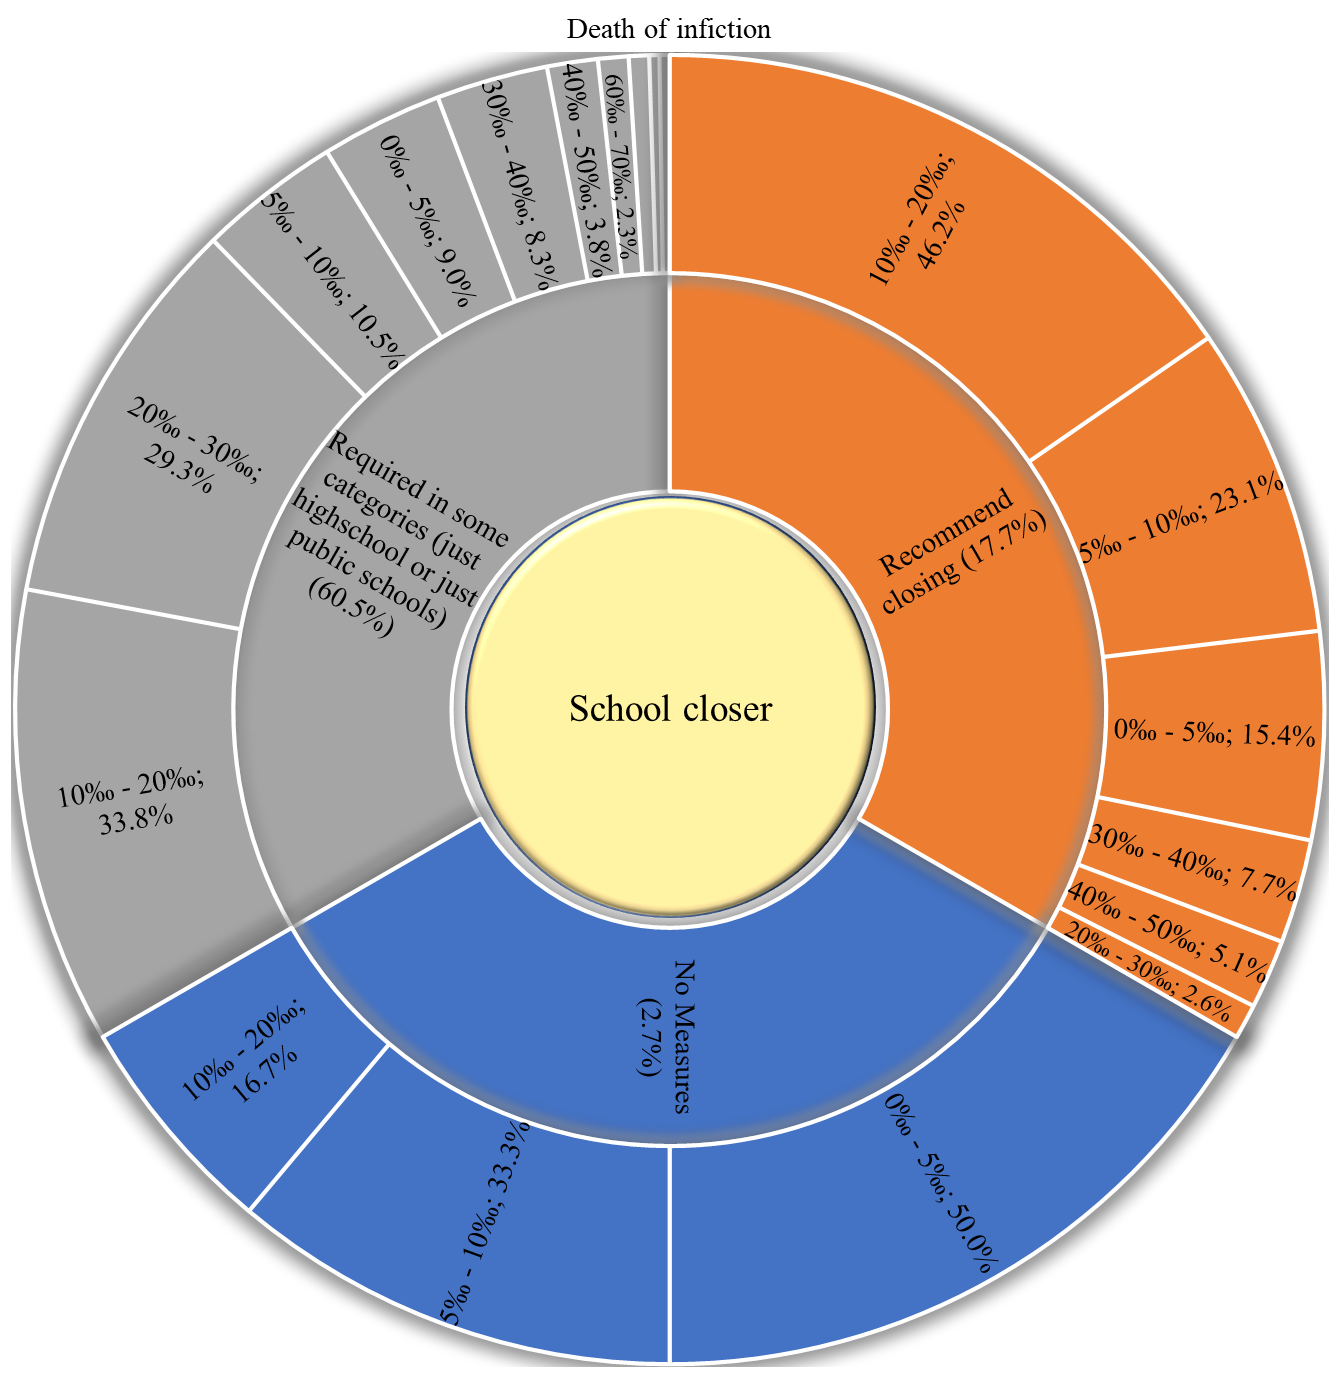 Death of infiction
10‰ - 20‰;
46.2%
5‰ - 10‰; 23.1%
0‰ - 5‰; 15.4%
30‰ - 40‰; 7.7%
40‰ - 50‰; 5.1%
20‰ - 30‰; 2.6%
Recommend
closing (17.7%)
0‰ - 5‰; 50.0%
5‰ - 10‰; 33.3%
10‰ - 20‰;
16.7%
No Measures
(2.7%)
10‰ - 20‰;
33.8%
20‰ - 30‰;
29.3%
5‰ - 10‰; 10.5%
0‰ - 5‰; 9.0%
30‰ - 40‰; 8.3%
40‰ - 50‰; 3.8%
60‰ - 70‰; 2.3%
Required in some
categories (just
highschool or just
public schools)
(60.5%)
School closer